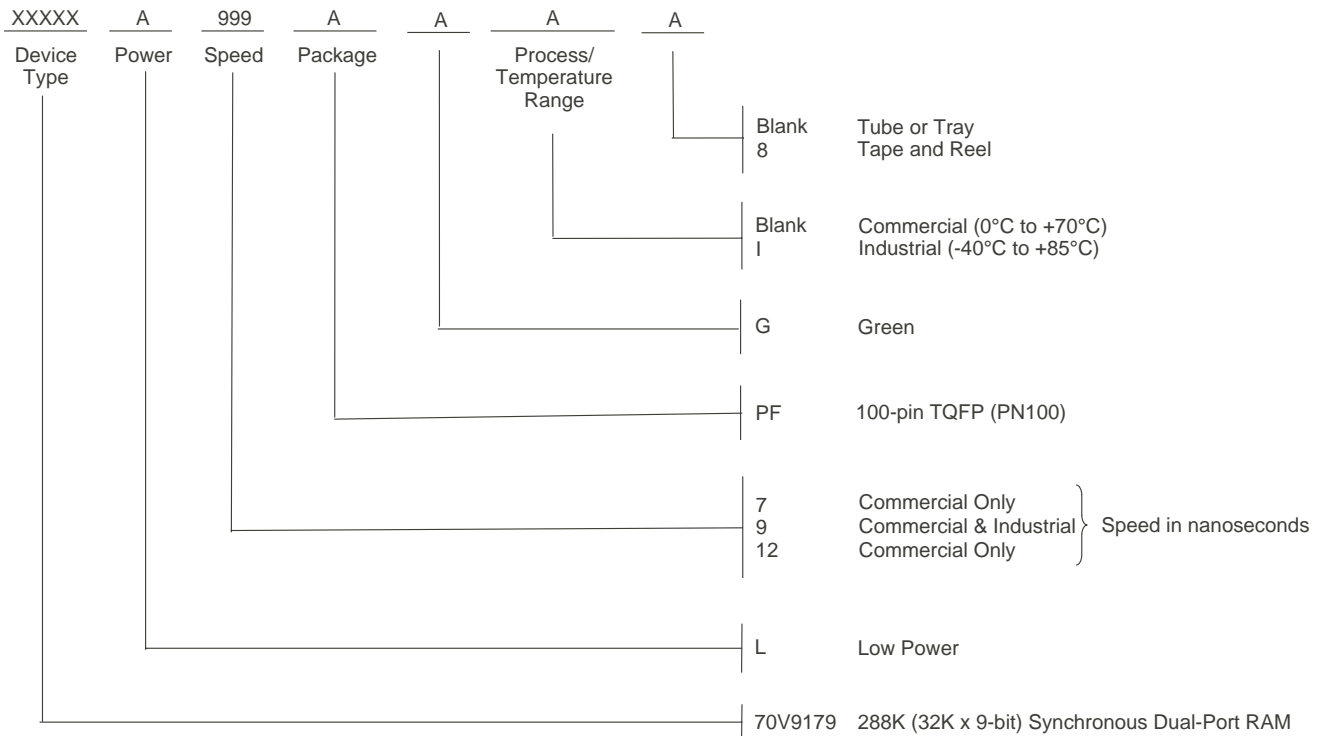 XXXXX A 999 A A A A
Device Type Power Speed Package Process/ Temperature Range
Blank Tube or Tray
8 Tape and Reel
Blank Commercial (0°C to +70°C)
I Industrial (-40°C to +85°C)
G Green
PF 100-pin TQFP (PN100)
7 Commercial Only
9 Commercial & Industrial Speed in nanoseconds
12 Commercial Only
L Low Power
70V9179 288K (32K x 9-bit) Synchronous Dual-Port RAM